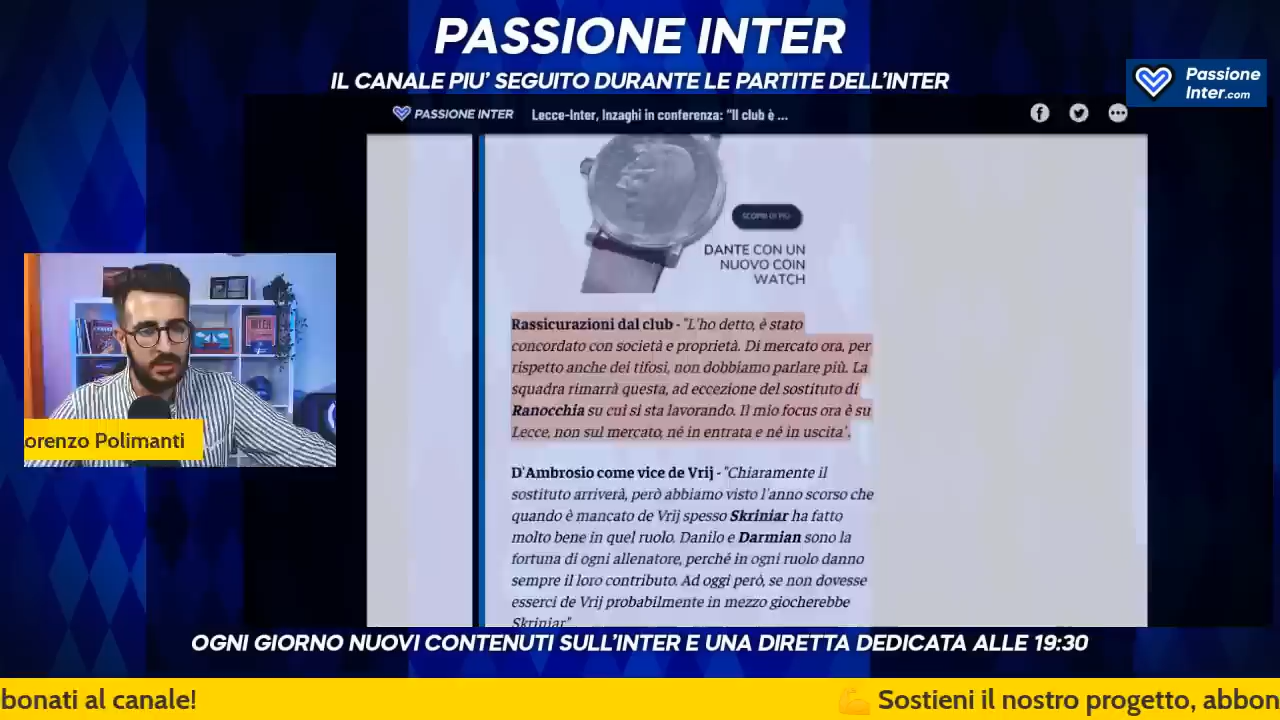 PASSIONE INTER
IL CANALE PIU' SEGUITO DURANTE LE PARTITE DELL'INTER
Passione
Inter.com
PASSIONE INTER
Lecce-Inter, Inzaghi in conferenza: "Il club è ...
SCOPRI DI PIÙ
DANTE CON UN
NUOVO COIN
WATCH
Rassicurazioni dal club - "L'ho detto, è stato
concordato con società e proprietà. Di mercato ora, per
rispetto anche dei tifosi, non dobbiamo parlare più. La
squadra rimarrà questa, ad eccezione del sostituto di
Ranocchia su cui si sta lavorando. Il mio focus ora è su
Lecce, non sul mercato, né in entrata e né in uscita".
D'Ambrosio come vice de Vrij - "Chiaramente il
sostituto arriverà, però abbiamo visto l'anno scorso che
quando è mancato de Vrij spesso Skriniar ha fatto
molto bene in quel ruolo. Danilo e Darmian sono la
fortuna di ogni allenatore, perché in ogni ruolo danno
sempre il loro contributo. Ad oggi però, se non dovesse
esserci de Vrij probabilmente in mezzo giocherebbe
Skriniar"
orenzo Polimanti
INTER
OGNI GIORNO NUOVI CONTENUTI SULL'INTER E UNA DIRETTA DEDICATA ALLE 19:30
bonati al canale!
💪 Sostieni il nostro progetto, abbon